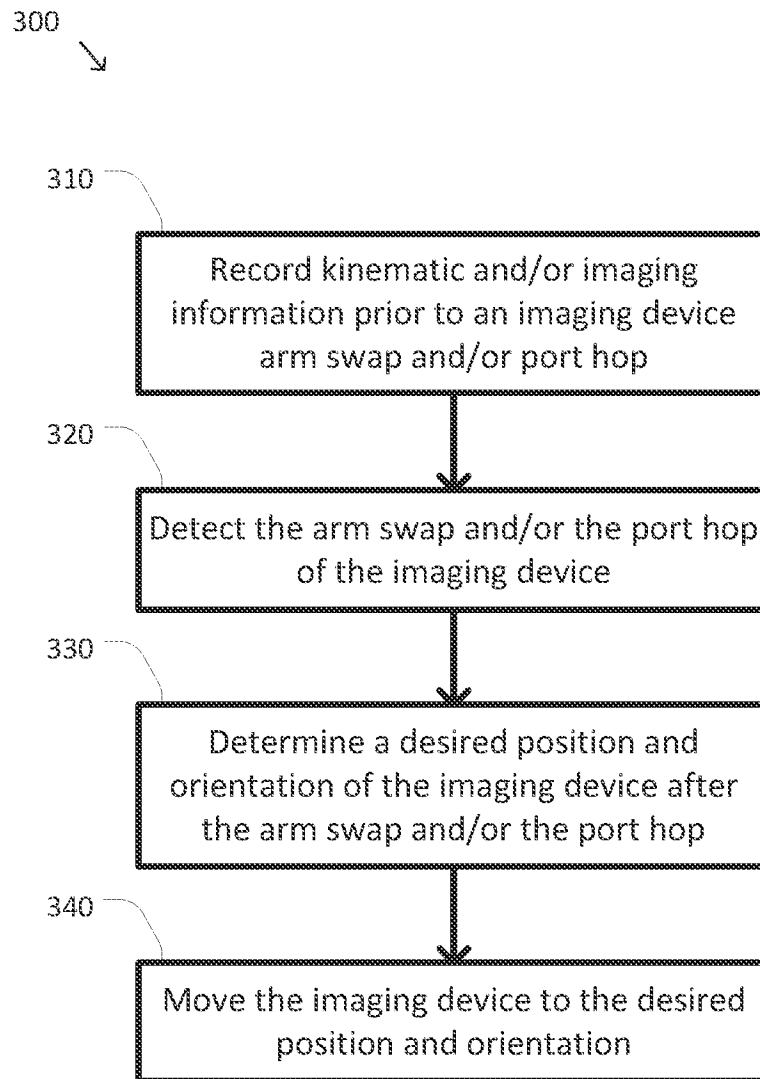 300
310
Record kinematic and/or imaging
information prior to an imaging device
arm swap and/or port hop
320
Detect the arm swap and/or the port hop
of the imaging device
330
Determine a desired position and
orientation of the imaging device after
the arm swap and/or the port hop
340
Move the imaging device to the desired
position and orientation